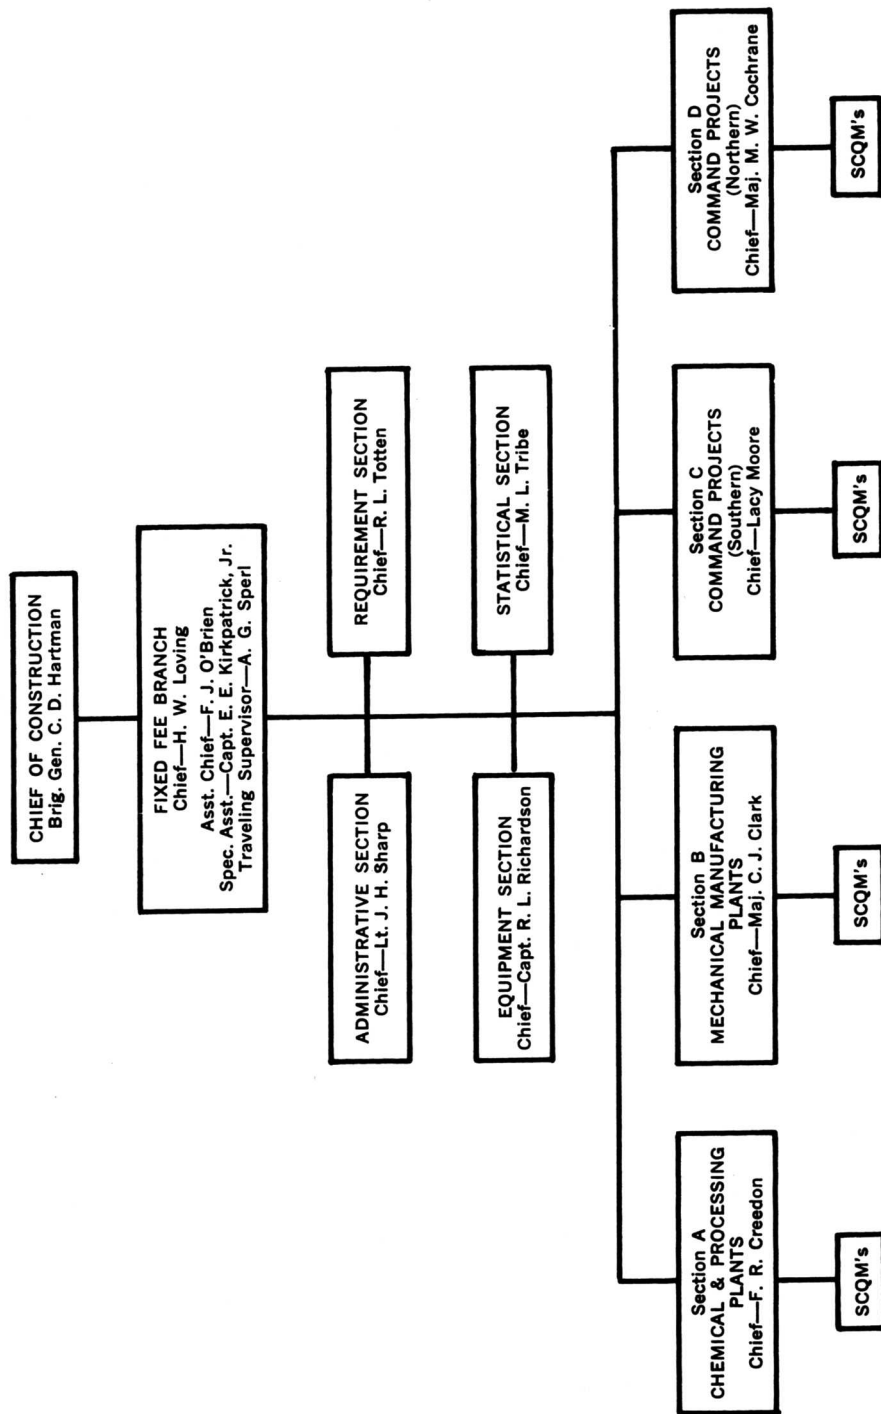 CHIEF OF CONSTRUCTION
Brig. Gen. C. D. Hartman
FIXED FEE BRANCH
Chief—H. W. Loving
Asst. Chief—F. J. O'Brien
Spec. Asst.—Capt. E. E. Kirkpatrick, Jr.
Traveling Supervisor—A. G. Sperl
ADMINISTRATIVE SECTION
Chief—Lt. J. H. Sharp
REQUIREMENT SECTION
Chief—R. L. Totten
EQUIPMENT SECTION
Chief—Capt. R. L. Richardson
STATISTICAL SECTION
Chief—M. L. Tribe
Section A
CHEMICAL & PROCESSING
PLANTS
Chief—F. R. Creedon
Section B
MECHANICAL MANUFACTURING
PLANTS
Chief—Maj. C. J. Clark
Section C
COMMAND PROJECTS
(Southern)
Chief—Lacy Moore
Section D
COMMAND PROJECTS
(Northern)
Chief—Maj. M. W. Cochrane
SCQM's
SCQM's
SCQM's
SCQM's